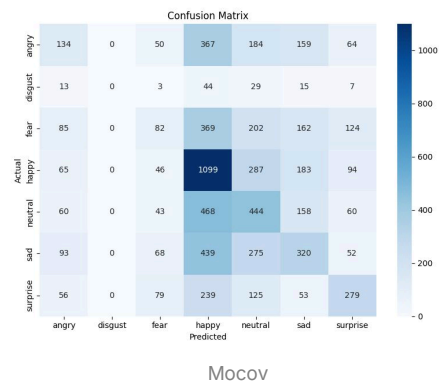 Confusion Matrix
angry 134 0 50 367 184 159 64
disgust 13 0 3 44 29 15 7
fear 85 0 82 369 202 162 124
happy 65 0 46 1099 287 183 94
neutral 60 0 43 468 444 158 60
sad 93 0 68 439 275 320 52
surprise 56 0 79 239 125 53 279
Actual
angry disgust fear happy neutral sad surprise
Predicted
1000
800
600
400
200
0
Mocov